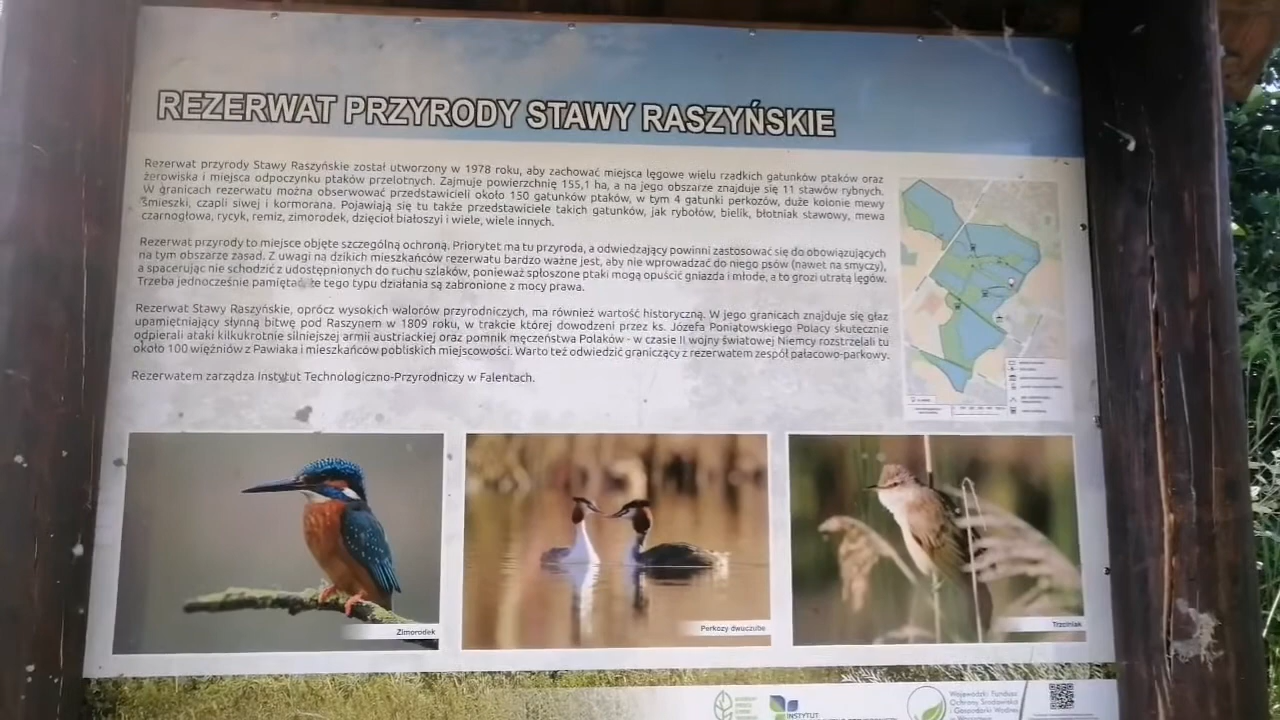 REZERWAT PRZYRODY STAWY RASZYŃSKIE
Rezerwat przyrody Stawy Raszyńskie został utworzony w 1978 roku, aby zachować miejsca lęgowe wielu rzadkich gatunków ptaków oraz
żerowiska i miejsca odpoczynku ptaków przelotnych. Zajmuje powierzchnię 155,1 ha, a na jego obszarze znajduje się 11 stawów rybnych.
W granicach rezerwatu można obserwować przedstawicieli około 150 gatunków ptaków, w tym 4 gatunki perkozów, duże kolonie mewy
śmieszki, czapli siwej i kormorana. Pojawiają się tu także przedstawiciele takich gatunków, jak rybołów, bielik, błotniak stawowy, mewa
czarnogłowa, rycyk, remiz, zimorodek, dzięcioł białoszyi i wiele, wiele innych.
Rezerwat przyrody to miejsce objęte szczególną ochroną. Priorytet ma tu przyroda, a odwiedzający powinni zastosować się do obowiązujących
na tym obszarze zasad. Z uwagi na dzikich mieszkańców rezerwatu bardzo ważne jest, aby nie wprowadzać do niego psów (nawet na smyczy),
a spacerując nie schodzić z udostępnionych do ruchu szlaków, ponieważ spłoszone ptaki mogą opuścić gniazda i młode, a to grozi utratą lęgów.
Trzeba jednocześnie pamiętać, że tego typu działania są zabronione z mocy prawa.
Rezerwat Stawy Raszyńskie, oprócz wysokich walorów przyrodniczych, ma również wartość historyczną. W jego granicach znajduje się głaz
upamiętniający słynną bitwę pod Raszynem w 1809 roku, w trakcie której dowodzeni przez ks. Józefa Poniatowskiego Polacy skutecznie
odpierali ataki kilkukrotnie silniejszej armii austriackiej oraz pomnik męczeństwa Polaków - w czasie II wojny światowej Niemcy rozstrzelali tu
około 100 więźniów z Pawiaka i mieszkańców pobliskich miejscowości. Warto też odwiedzić graniczący z rezerwatem zespół pałacowo-parkowy.
Rezerwatem zarządza Instytut Technologiczno-Przyrodniczy w Falentach.
Zimorodek
Perkozy dwuczube
Trzciniak
INSTYTUT
Wojewódzki Fundusz
Ochrony Środowiska
i Gospodarki Wodnej
w Warszawie